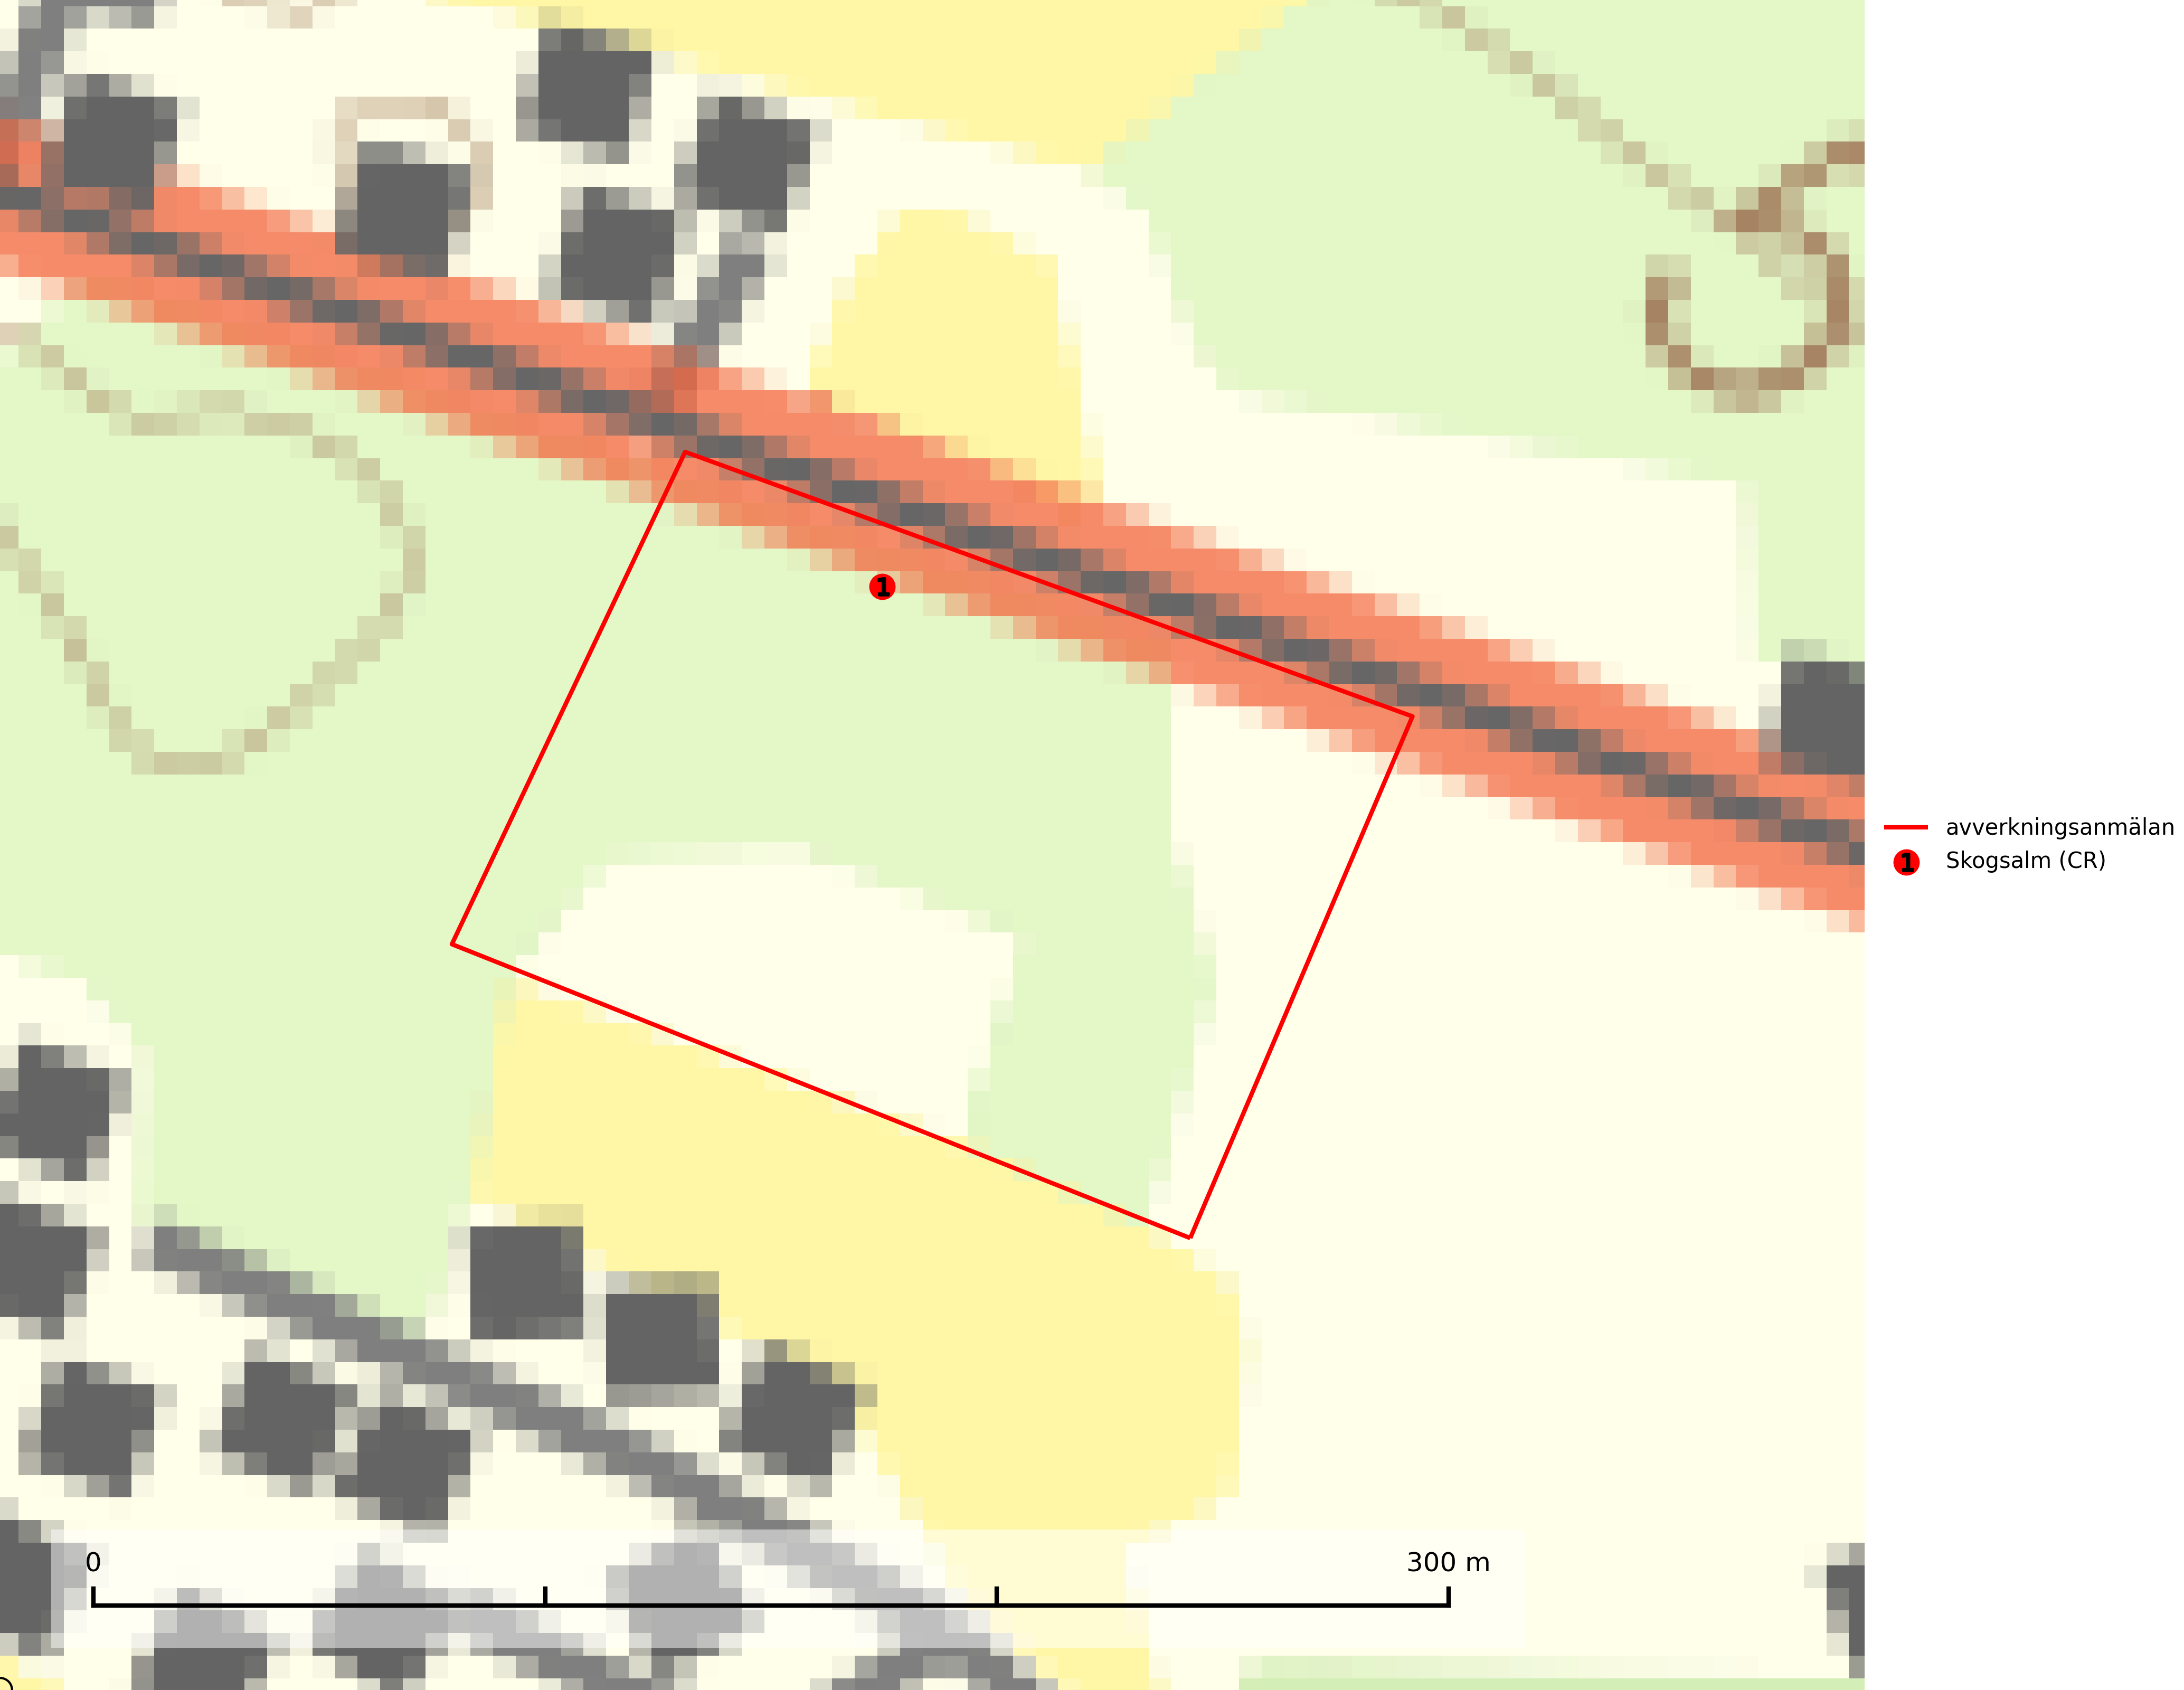 1
avverkningsanmälan
1 Skogsalm (CR)
0 300 m